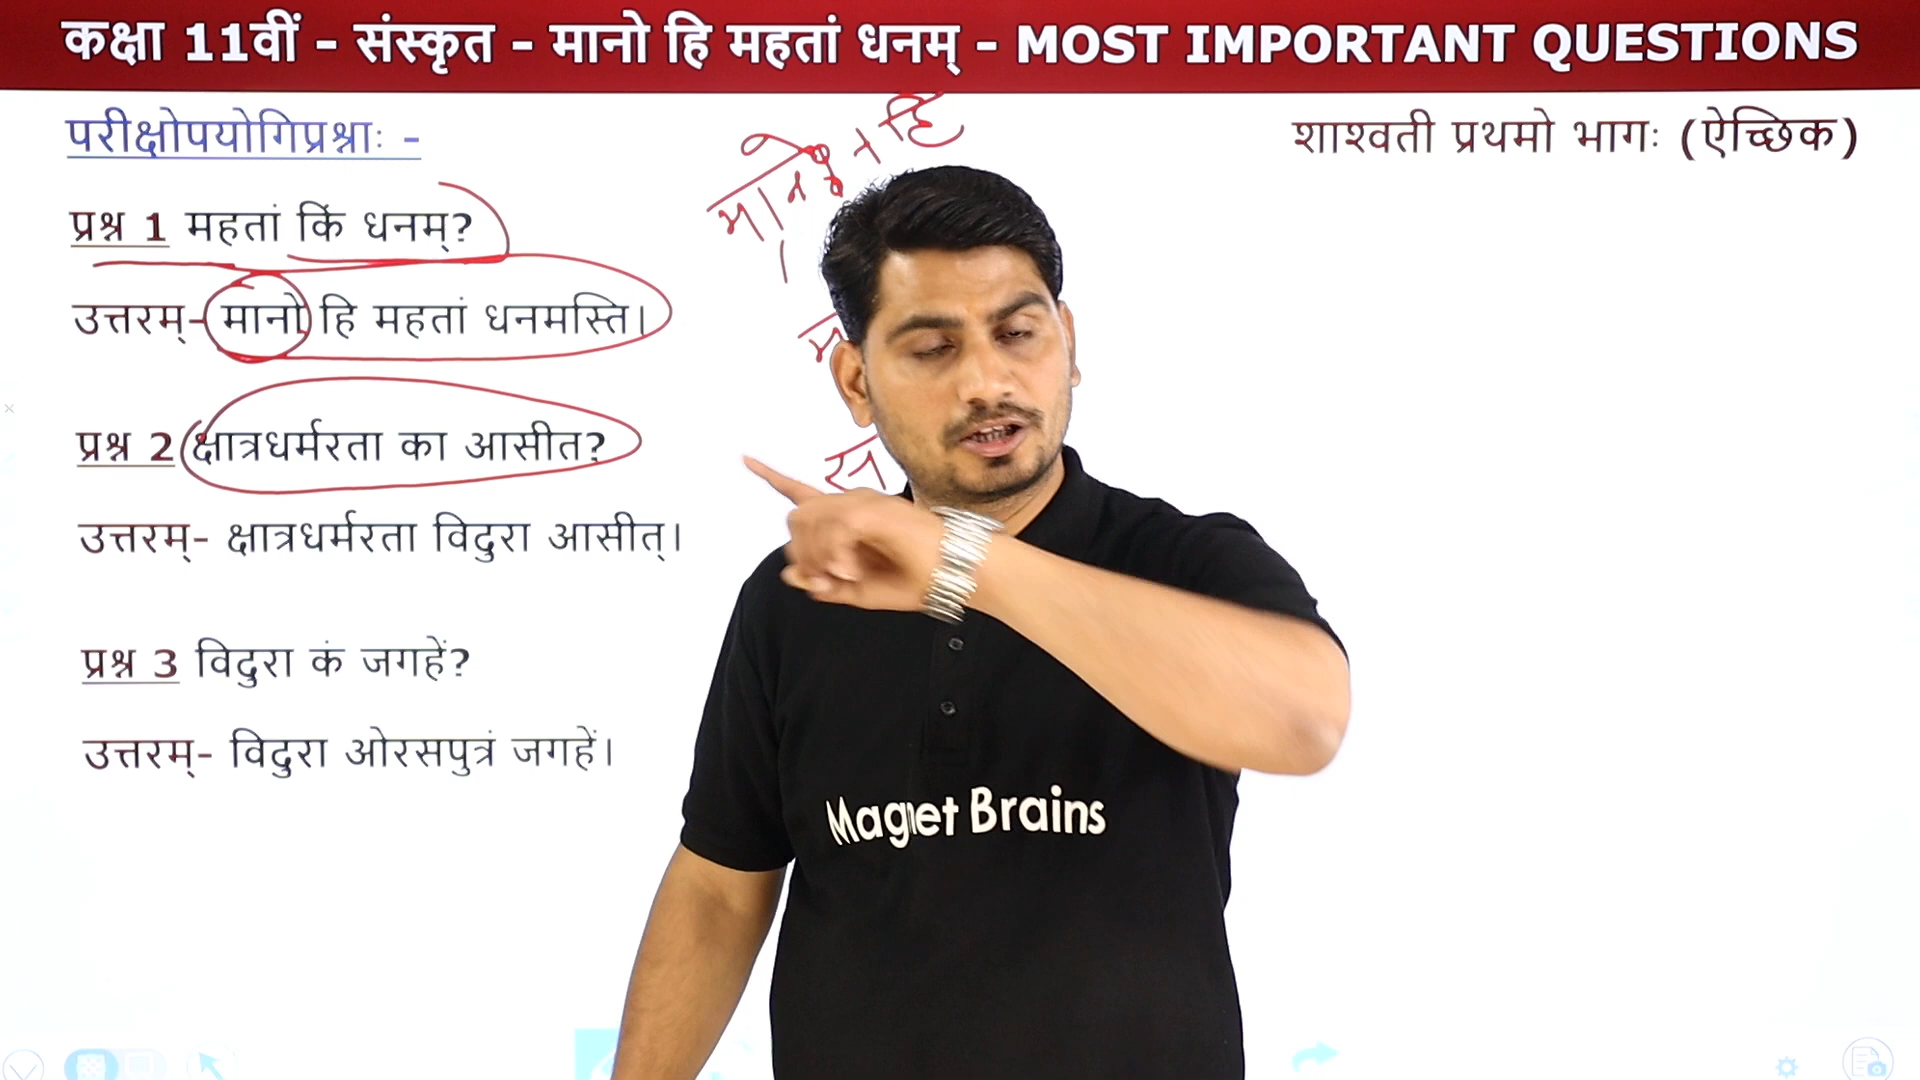 कक्षा 11वीं - संस्कृत - मानो हि महतां धनम् - MOST IMPORTANT QUESTIONS
परीक्षोपयोगिप्रश्नाः -
शाश्वती प्रथमो भागः (ऐच्छिक)
प्रश्न 1 महतां किं धनम्?
उत्तरम्- मानो हि महतां धनमस्ति।
प्रश्न 2 क्षात्रधर्मरता का आसीत?
उत्तरम्- क्षात्रधर्मरता विदुरा आसीत्।
प्रश्न 3 विदुरा कं जगहें?
उत्तरम्- विदुरा ओरसपुत्रं जगहें।
+ हि
Magnet Brains